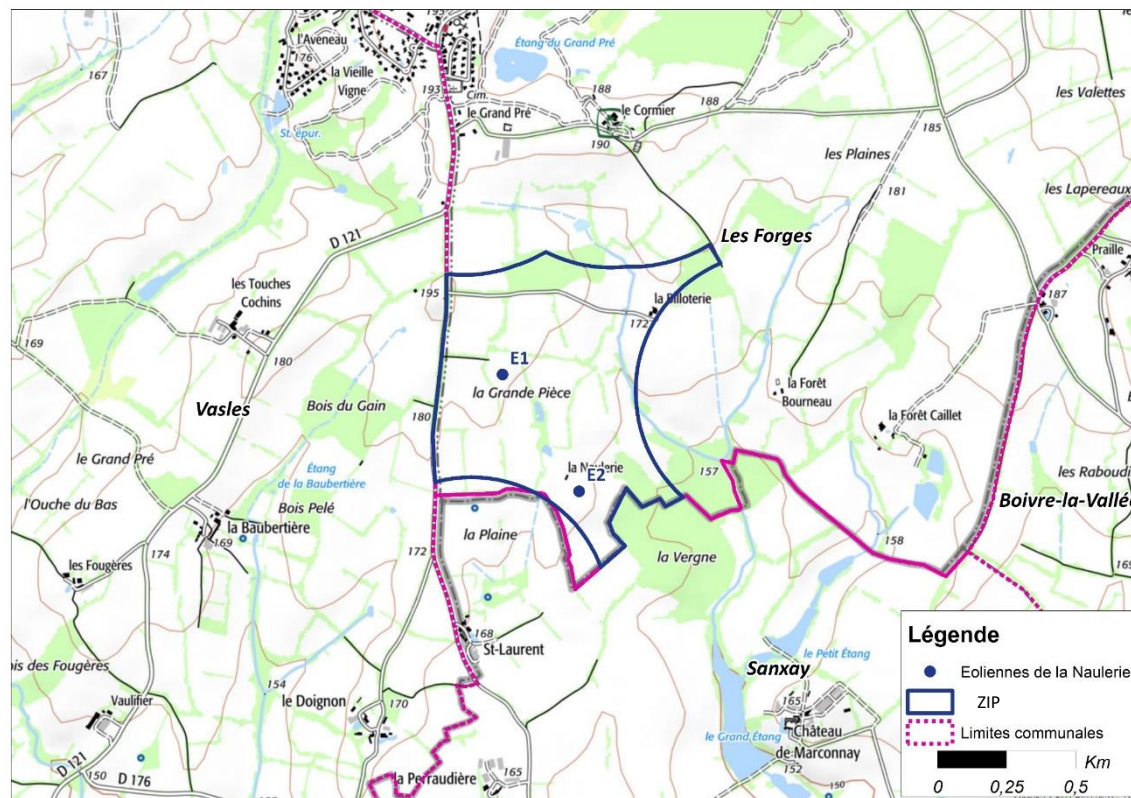 195
l'Aveneau
176
la Vieille
Vigne
Étang du Grand Pré
167
193
Cim.
le Grand Pré
188
le Cormier
188
190
les Valettes
185
St. épur.
les Plaines
181
les Lapereaux
Praille
D 121
Les Forges
les Touches
Cochins
195
la Billoterie
172
187
169
180
E1
la Grande Pièce
la Forêt
Bourneau
Vasles
Bois du Gain
180
la Forêt Caillet
le Grand Pré
Étang
de la Baubertière
la Naulerie
E2
157
les Raboudi
l'Ouche du Bas
Bois Pelé
Boivre-la-Vallée
la Baubertière
169
174
la Plaine
172
la Vergne
158
les Fougères
169
168
St-Laurent
Légende
Eoliennes de la Naulerie
ZIP
Limites communales
Km
0
0,25
0,5
Sanxay
le Petit Étang
ois des Fougères
Vaulifier
154
le Doignon
170
165
le Grand Étang
Château
de Marconnay
152
D 121
150
D 176
la Perraudière
165
150